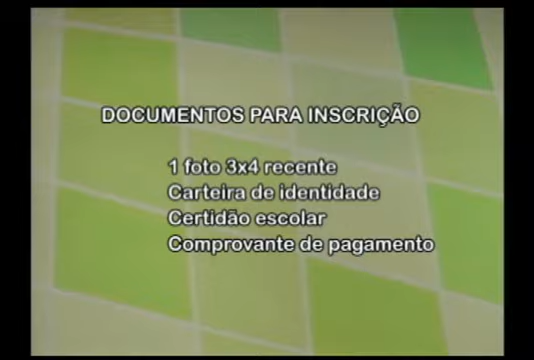 DOCUMENTOS PARA INSCRIÇÃO
1 foto 3x4 recente
Carteira de identidade
Certidão escolar
Comprovante de pagamento